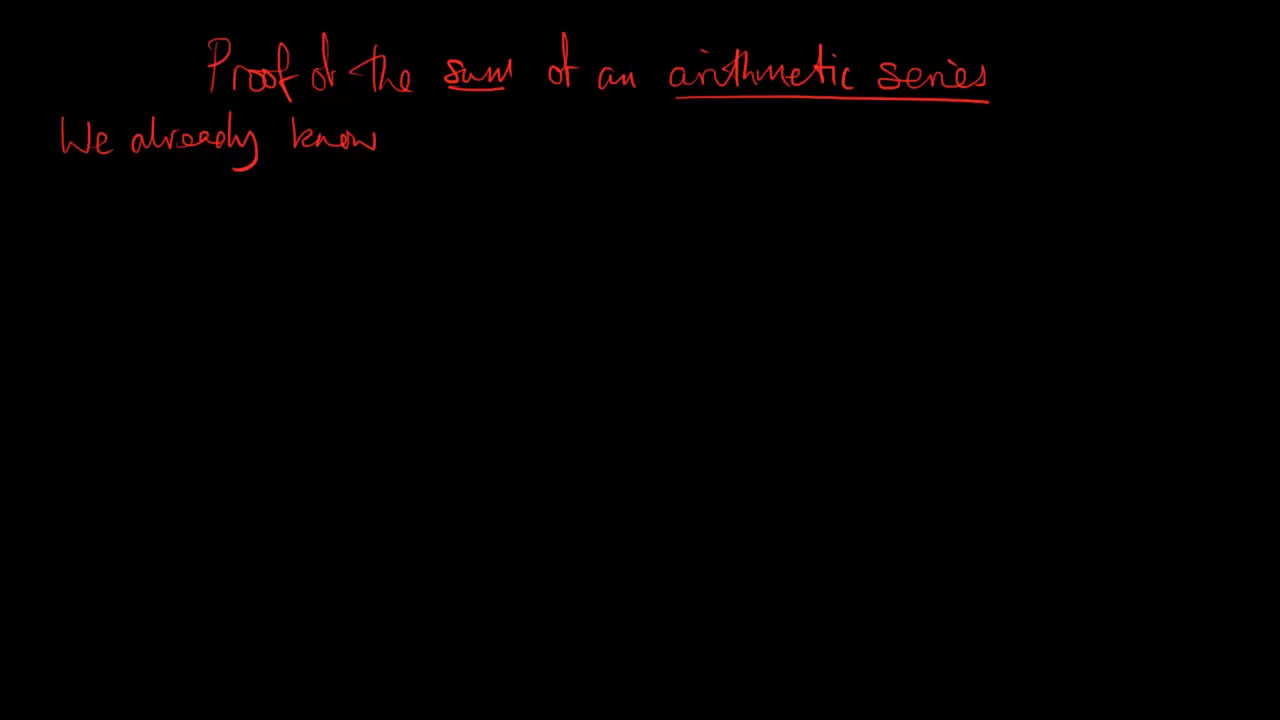 Proof of the sum of an arithmetic series
We already know